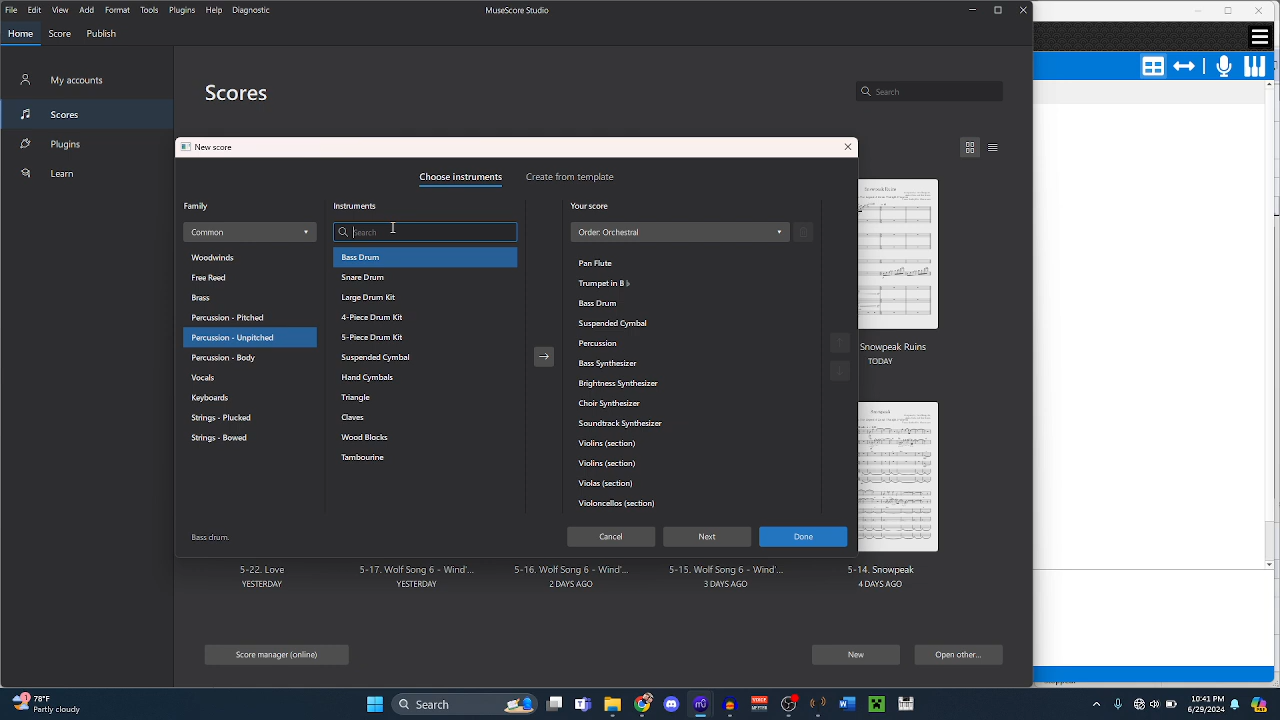 File Edit View Add Format Tools Plugins Help Diagnostic
MuseScore Studio
Home Score Publish
My accounts
Scores
Plugins
Learn
Scores
Search
New score
Choose instruments Create from template
Family
Instruments
Your score
Common
Search
Order: Orchestral
Woodwinds
Free Reed
Brass
Percussion - Pitched
Percussion - Unpitched
Percussion - Body
Vocals
Keyboards
Strings - Plucked
Bass Drum
Snare Drum
Large Drum Kit
4-Piece Drum Kit
5-Piece Drum Kit
Suspended Cymbal
Hand Cymbals
Triangle
Claves
Wood Blocks
Tambourine
Pan Flute
Trumpet in B♭
Bass Drum
Suspended Cymbal
Percussion
Bass Synthesizer
Brightness Synthesizer
Choir Synthesizer
Violins (section)
Violins (section)
Violas (section)
Cancel
Next
Done
Snowpeak Ruins
TODAY
5-22. Love
YESTERDAY
5-17. Wolf Song 6 - Wind'...
YESTERDAY
5-16. Wolf Song 6 - Wind'...
2 DAYS AGO
5-15. Wolf Song 6 - Wind'...
3 DAYS AGO
5-14. Snowpeak
4 DAYS AGO
Score manager (online)
New
Open other...
78°F
Partly cloudy
Search
10:41 PM
6/29/2024